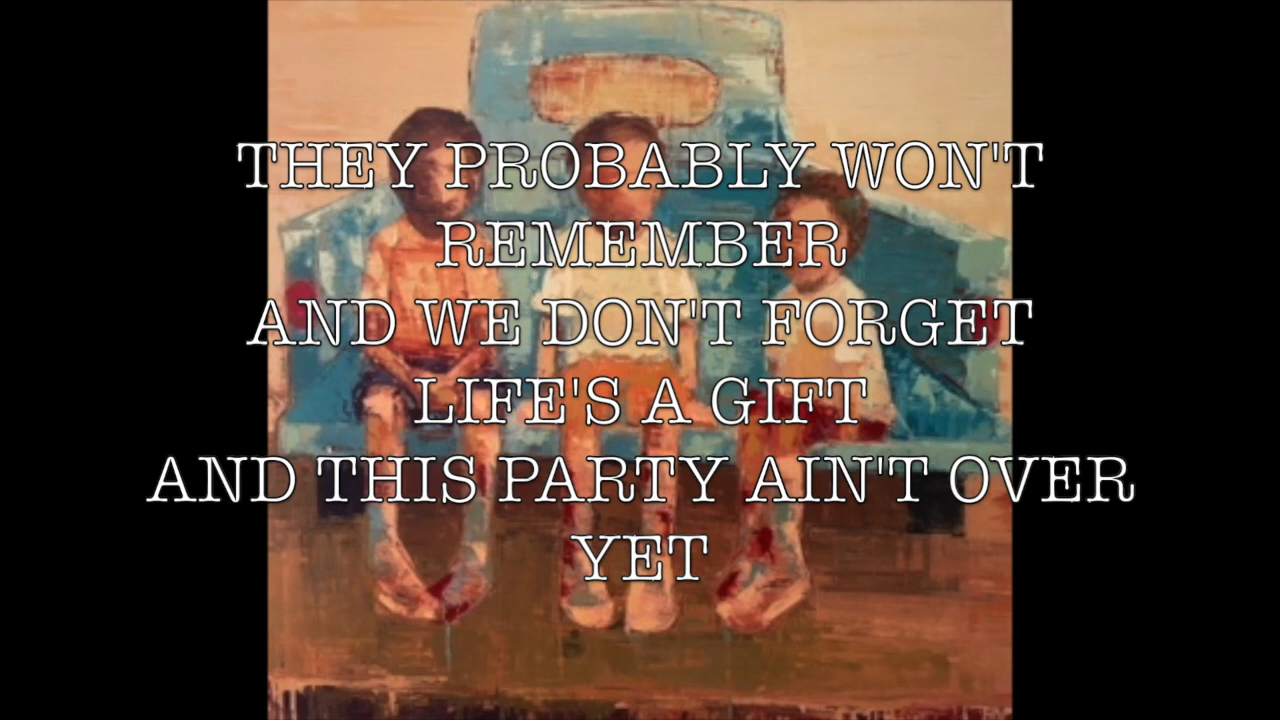 THEY PROBABLY WON'T
REMEMBER
AND WE DON'T FORGET
LIFE'S A GIFT
AND THIS PARTY AIN'T OVER
YET